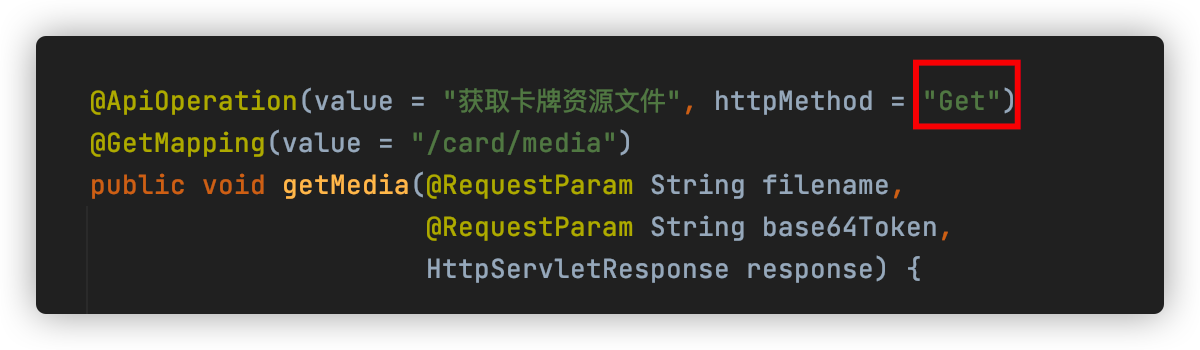 @ApiOperation(value = "获取卡牌资源文件", httpMethod = "Get")
@GetMapping(value = "/card/media")
public void getMedia(@RequestParam String filename,
@RequestParam String base64Token,
HttpServletResponse response) {